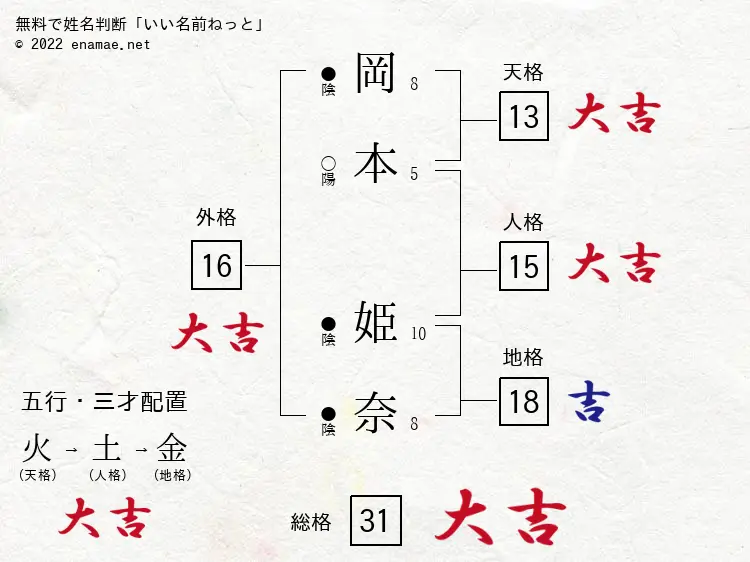 無料で姓名判断「いい名前ねっと」
© 2022 enamae.net
●陰 岡 8
○陽 本 5
●陰 姫 10
●陰 奈 8
天格
13 大吉
人格
15 大吉
地格
18 吉
外格
16
大吉
五行・三才配置
火 → 土 → 金
(天格) (人格) (地格)
大吉
総格 31 大吉